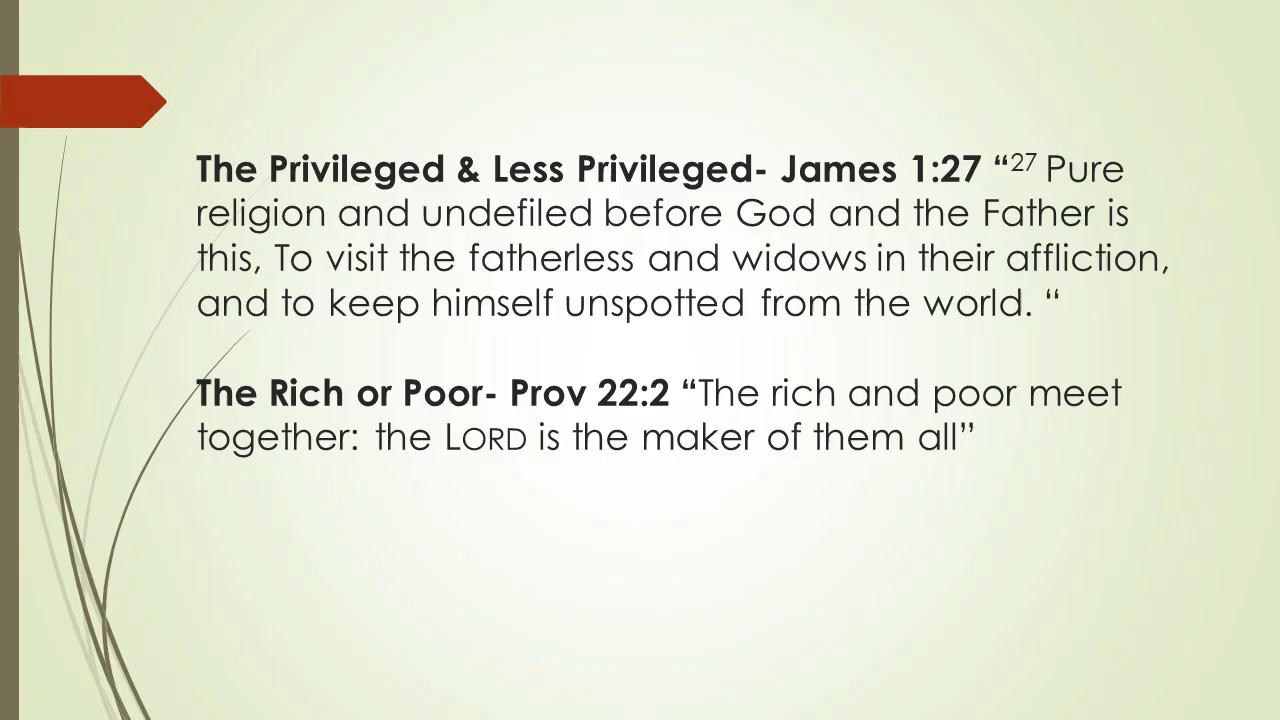 The Privileged & Less Privileged- James 1:27 “27 Pure
religion and undefiled before God and the Father is
this, To visit the fatherless and widows in their affliction,
and to keep himself unspotted from the world. “
The Rich or Poor- Prov 22:2 “The rich and poor meet
together: the LORD is the maker of them all”